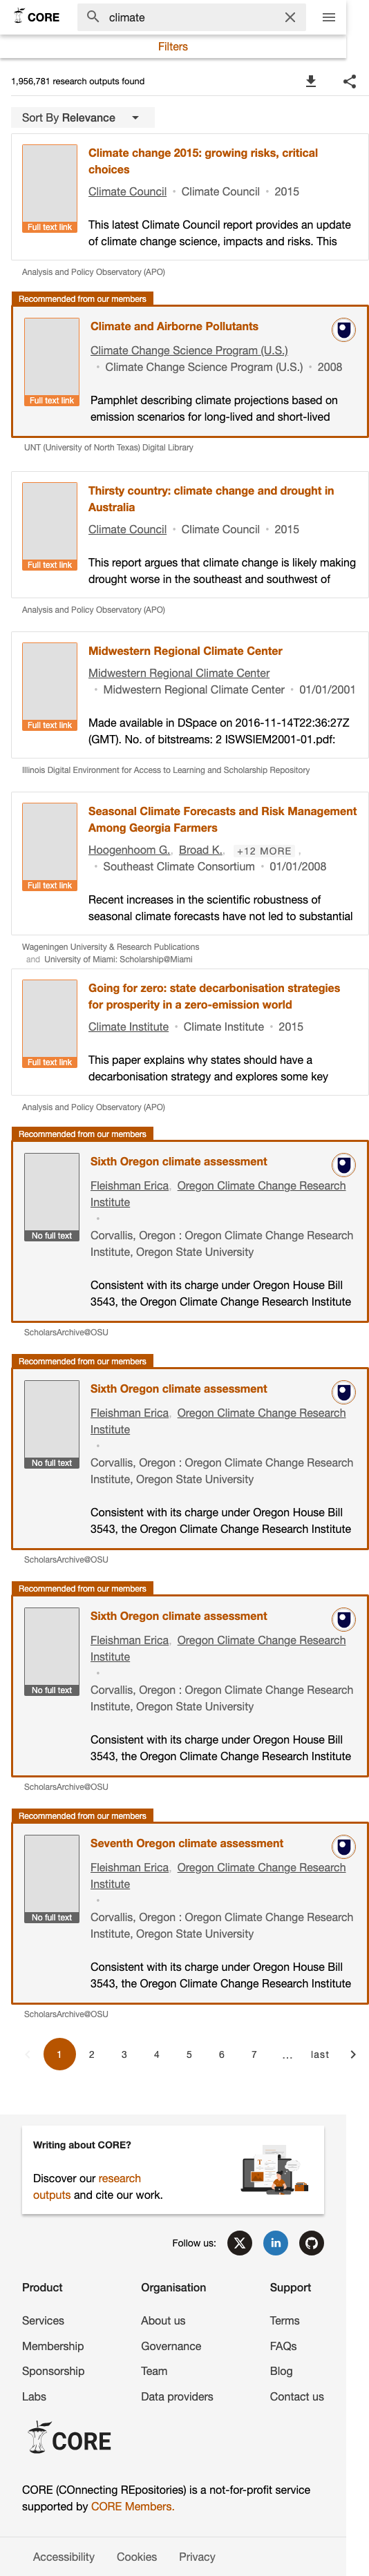 CORE
climate
Filters
1,956,781 research outputs found
Sort By Relevance
Climate change 2015: growing risks, critical
choices
Climate Council • Climate Council • 2015
This latest Climate Council report provides an update
of climate change science, impacts and risks. This
Full text link
Analysis and Policy Observatory (APO)
Recommended from our members
Climate and Airborne Pollutants
Climate Change Science Program (U.S.)
• Climate Change Science Program (U.S.) • 2008
Pamphlet describing climate projections based on
emission scenarios for long-lived and short-lived
Full text link
UNT (University of North Texas) Digital Library
Thirsty country: climate change and drought in
Australia
Climate Council • Climate Council • 2015
This report argues that climate change is likely making
drought worse in the southeast and southwest of
Full text link
Analysis and Policy Observatory (APO)
Midwestern Regional Climate Center
Midwestern Regional Climate Center
• Midwestern Regional Climate Center • 01/01/2001
Made available in DSpace on 2016-11-14T22:36:27Z
(GMT). No. of bitstreams: 2 ISWSIEM2001-01.pdf:
Full text link
Illinois Digital Environment for Access to Learning and Scholarship Repository
Seasonal Climate Forecasts and Risk Management
Among Georgia Farmers
Hoogenhoom G., Broad K., +12 MORE ,
• Southeast Climate Consortium • 01/01/2008
Recent increases in the scientific robustness of
seasonal climate forecasts have not led to substantial
Full text link
Wageningen University & Research Publications
and University of Miami: Scholarship@Miami
Going for zero: state decarbonisation strategies
for prosperity in a zero-emission world
Climate Institute • Climate Institute • 2015
This paper explains why states should have a
decarbonisation strategy and explores some key
Full text link
Analysis and Policy Observatory (APO)
Recommended from our members
Sixth Oregon climate assessment
Fleishman Erica, Oregon Climate Change Research
Institute
•
Corvallis, Oregon : Oregon Climate Change Research
Institute, Oregon State University
Consistent with its charge under Oregon House Bill
3543, the Oregon Climate Change Research Institute
No full text
ScholarsArchive@OSU
Recommended from our members
Sixth Oregon climate assessment
Fleishman Erica, Oregon Climate Change Research
Institute
•
Corvallis, Oregon : Oregon Climate Change Research
Institute, Oregon State University
Consistent with its charge under Oregon House Bill
3543, the Oregon Climate Change Research Institute
No full text
ScholarsArchive@OSU
Recommended from our members
Sixth Oregon climate assessment
Fleishman Erica, Oregon Climate Change Research
Institute
•
Corvallis, Oregon : Oregon Climate Change Research
Institute, Oregon State University
Consistent with its charge under Oregon House Bill
3543, the Oregon Climate Change Research Institute
No full text
ScholarsArchive@OSU
Recommended from our members
Seventh Oregon climate assessment
Fleishman Erica, Oregon Climate Change Research
Institute
•
Corvallis, Oregon : Oregon Climate Change Research
Institute, Oregon State University
Consistent with its charge under Oregon House Bill
3543, the Oregon Climate Change Research Institute
No full text
ScholarsArchive@OSU
1 2 3 4 5 6 7 ... last
Writing about CORE?
Discover our research
outputs and cite our work.
Follow us:
Product
Services
Membership
Sponsorship
Labs
Organisation
About us
Governance
Team
Data providers
Support
Terms
FAQs
Blog
Contact us
CORE
CORE (COnnecting REpositories) is a not-for-profit service
supported by CORE Members.
Accessibility Cookies Privacy